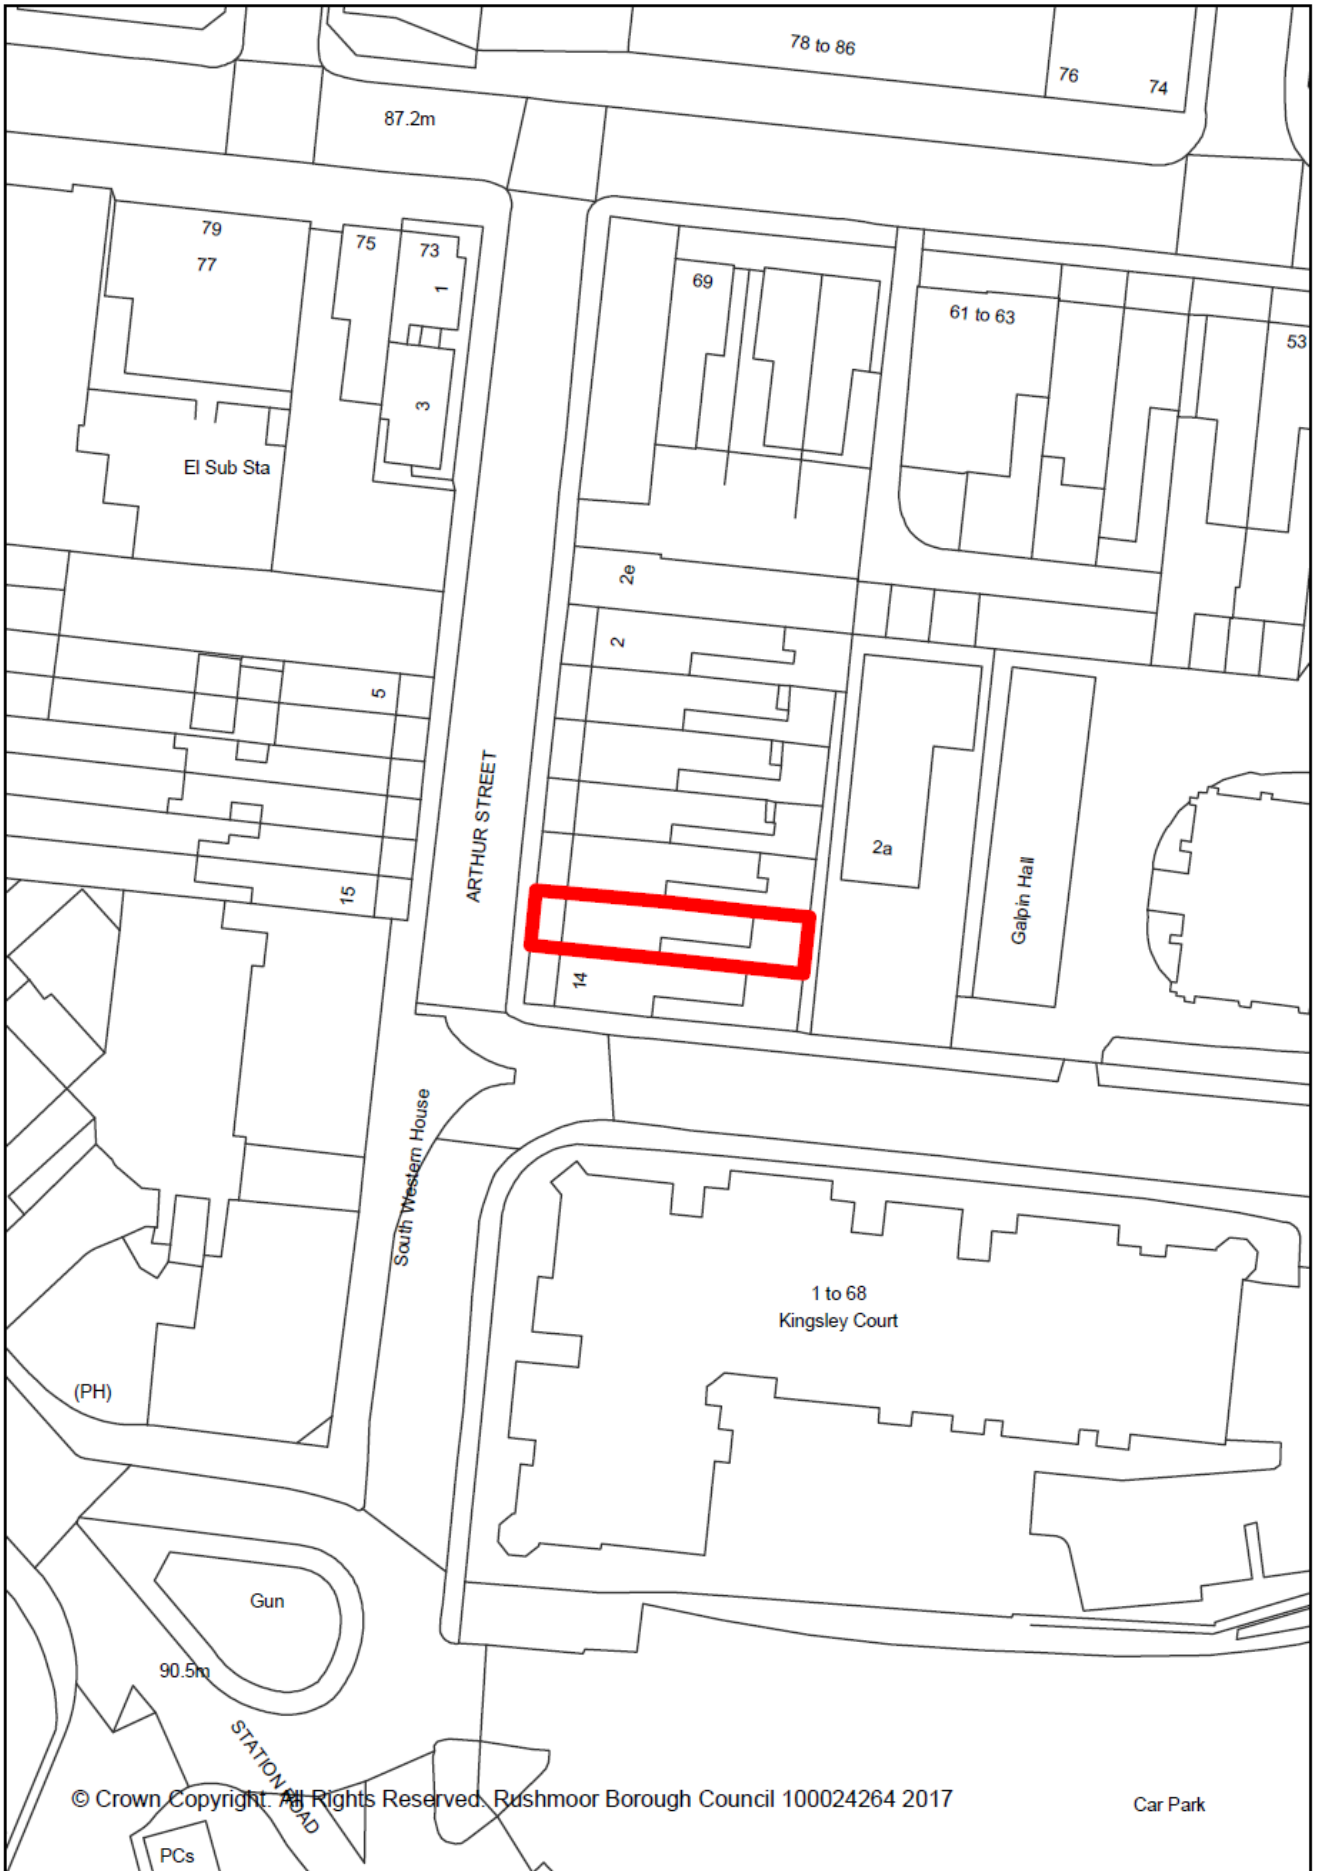 78 to 86
76
74
87.2m
79
77
75
73
1
69
61 to 63
53
3
El Sub Sta
2e
2
5
ARTHUR STREET
2a
Galpin Hall
15
14
South Western House
1 to 68
Kingsley Court
(PH)
Gun
90.5m
STATION ROAD
© Crown Copyright. All Rights Reserved. Rushmoor Borough Council 100024264 2017
Car Park
PCs